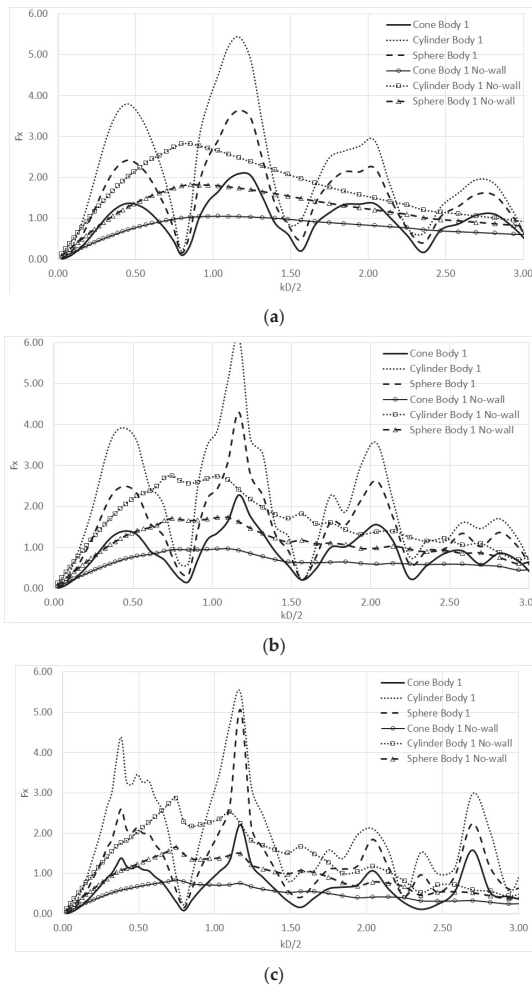 6.00
5.00
4.00
3.00
2.00
1.00
0.00
Fx
Cone Body 1
Cylinder Body 1
Sphere Body 1
Cone Body 1 No-wall
Cylinder Body 1 No-wall
Sphere Body 1 No-wall
0.00 0.50 1.00 1.50 2.00 2.50 3.00
kD/2
(a)
6.00
5.00
4.00
3.00
2.00
1.00
0.00
Fx
Cone Body 1
Cylinder Body 1
Sphere Body 1
Cone Body 1 No-wall
Cylinder Body 1 No-wall
Sphere Body 1 No-wall
0.00 0.50 1.00 1.50 2.00 2.50 3.00
kD/2
(b)
6.00
5.00
4.00
3.00
2.00
1.00
0.00
Fx
Cone Body 1
Cylinder Body 1
Sphere Body 1
Cone Body 1 No-wall
Cylinder Body 1 No-wall
Sphere Body 1 No-wall
0.00 0.50 1.00 1.50 2.00 2.50 3.00
kD/2
(c)